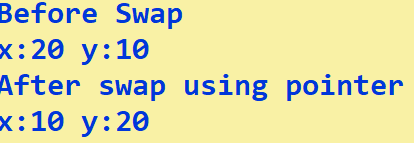 Before Swap
x:20 y:10
After swap using pointer
x:10 y:20